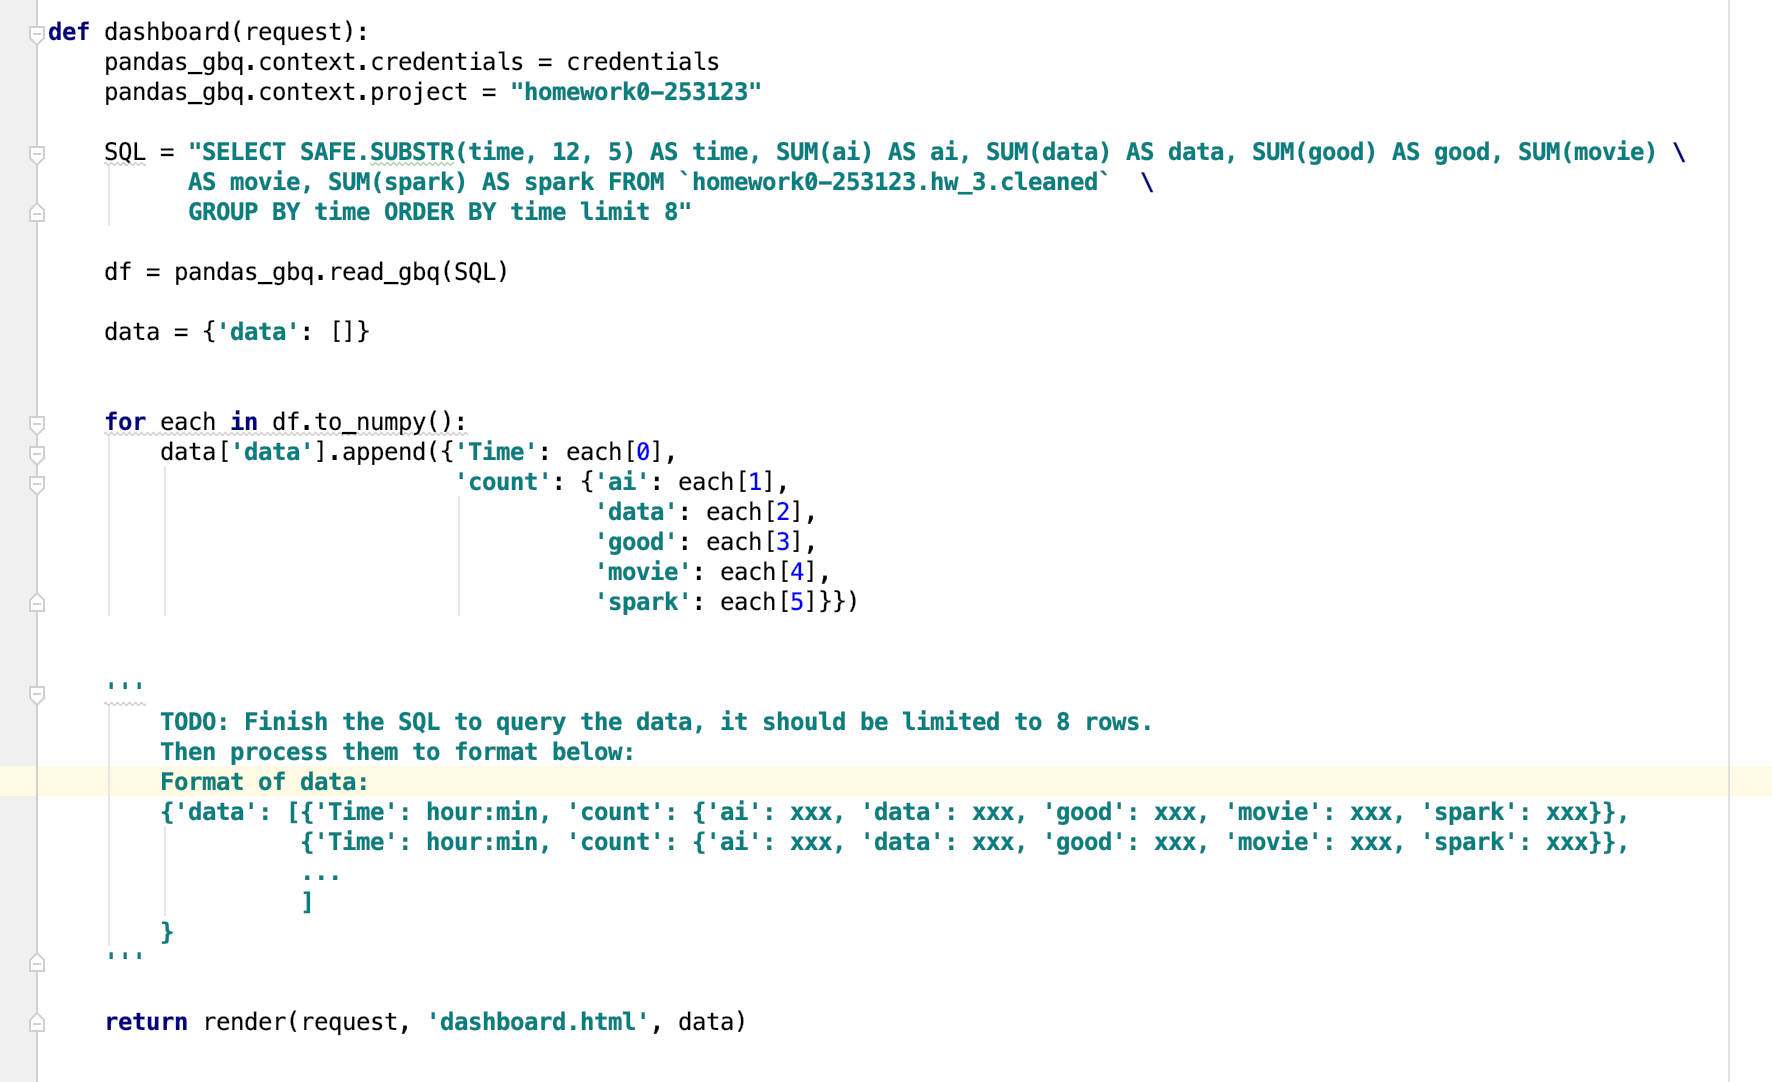 def dashboard(request):
    pandas_gbq.context.credentials = credentials
    pandas_gbq.context.project = "homework0-253123"

    SQL = "SELECT SAFE.SUBSTR(time, 12, 5) AS time, SUM(ai) AS ai, SUM(data) AS data, SUM(good) AS good, SUM(movie) \
          AS movie, SUM(spark) AS spark FROM `homework0-253123.hw_3.cleaned`  \
          GROUP BY time ORDER BY time limit 8"

    df = pandas_gbq.read_gbq(SQL)

    data = {'data': []}


    for each in df.to_numpy():
        data['data'].append({'Time': each[0],
                             'count': {'ai': each[1],
                                       'data': each[2],
                                       'good': each[3],
                                       'movie': each[4],
                                       'spark': each[5]}})


    '''
        TODO: Finish the SQL to query the data, it should be limited to 8 rows.
        Then process them to format below:
        Format of data:
        {'data': [{'Time': hour:min, 'count': {'ai': xxx, 'data': xxx, 'good': xxx, 'movie': xxx, 'spark': xxx}},
                  {'Time': hour:min, 'count': {'ai': xxx, 'data': xxx, 'good': xxx, 'movie': xxx, 'spark': xxx}},
                  ...
                  ]
        }
    '''

    return render(request, 'dashboard.html', data)